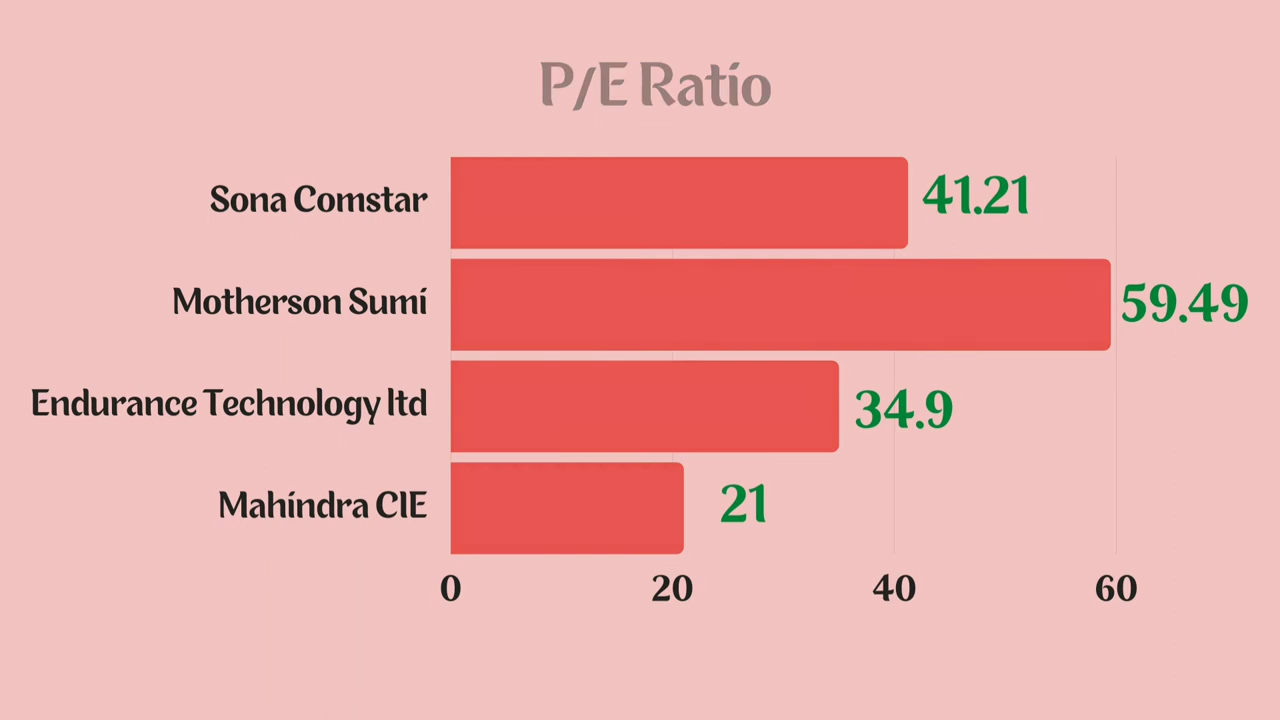 P/E Ratio
Sona Comstar 41.21
Motherson Sumi 59.49
Endurance Technology ltd 34.9
Mahindra CIE 21
0 20 40 60